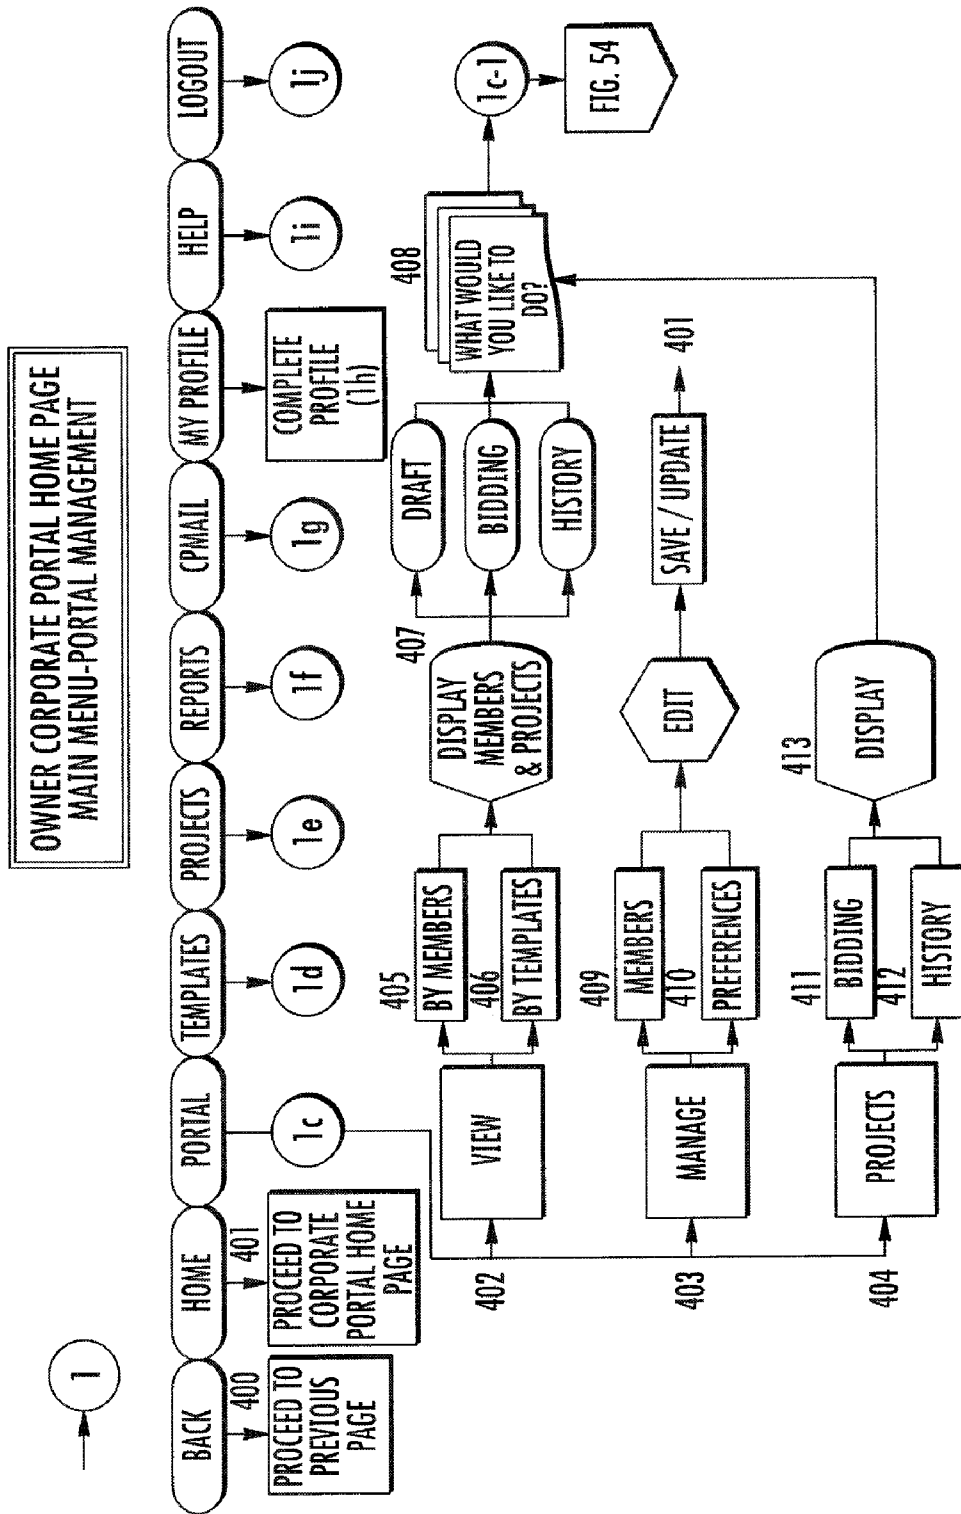 OWNER CORPORATE PORTAL HOME PAGE
MAIN MENU-PORTAL MANAGEMENT
1
BACK
HOME
PORTAL
TEMPLATES
PROJECTS
REPORTS
CPMAIL
MY PROFILE
HELP
LOGOUT
400
PROCEED TO
PREVIOUS
PAGE
401
PROCEED TO
CORPORATE
PORTAL HOME
PAGE
1c
1d
1e
1f
1g
COMPLETE
PROFILE
(1h)
1i
1j
402
VIEW
405
BY MEMBERS
406
BY TEMPLATES
DISPLAY
MEMBERS
& PROJECTS
407
DRAFT
BIDDING
HISTORY
408
WHAT WOULD
YOU LIKE TO
DO?
1c-1
FIG. 54
403
MANAGE
409
MEMBERS
410
PREFERENCES
EDIT
SAVE / UPDATE
401
404
PROJECTS
411
BIDDING
412
HISTORY
413
DISPLAY